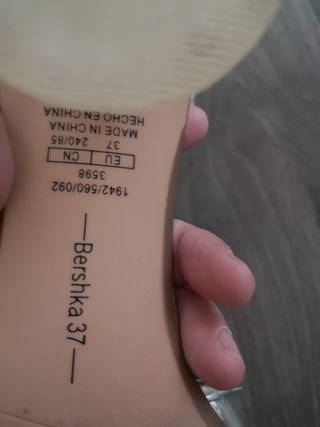 — Bershka 37 —
1942/560/092
3598
EU CN
37 240/85
MADE IN CHINA
HECHO EN CHINA